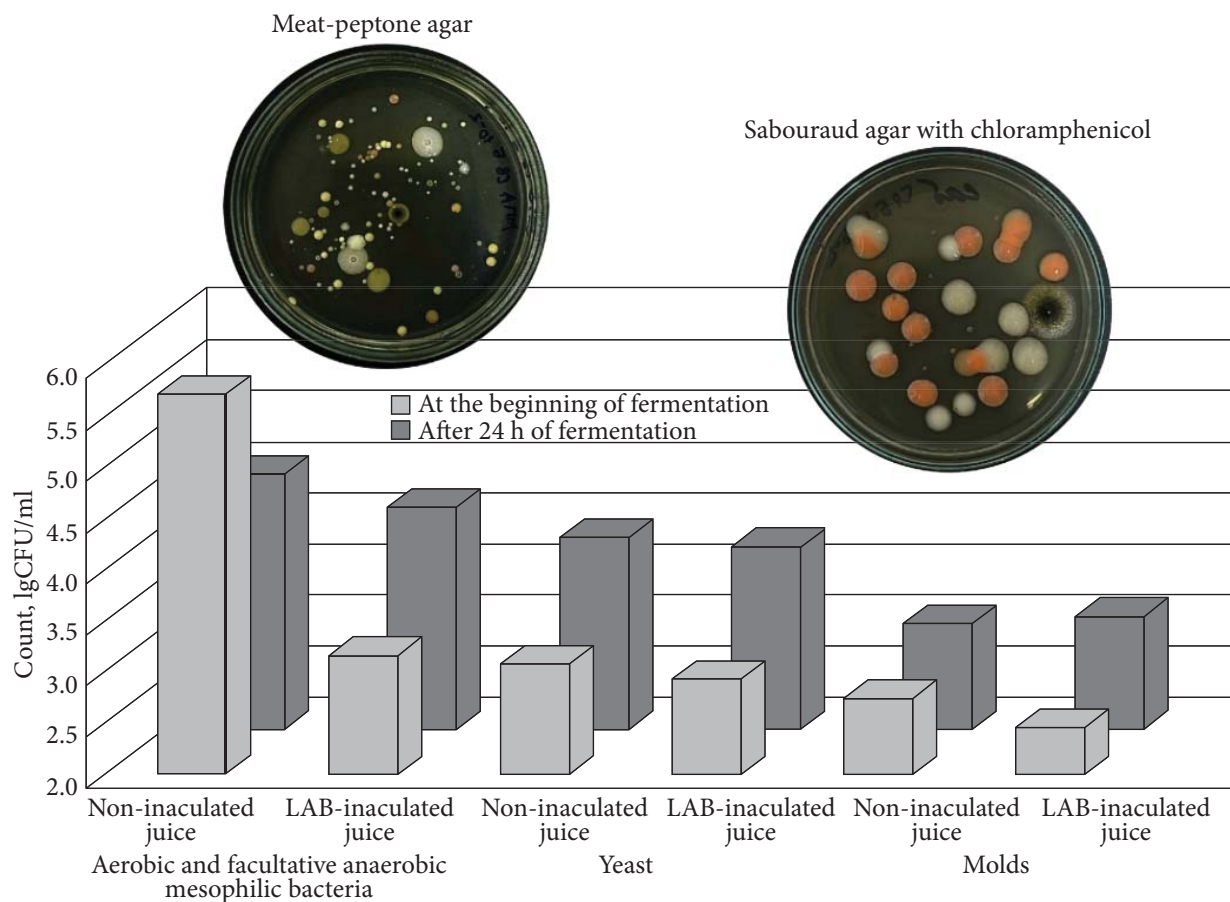 Meat-peptone agar
Sabouraud agar with chloramphenicol
At the beginning of fermentation
After 24 h of fermentation
Count, lgCFU/ml
6.0
5.5
5.0
4.5
4.0
3.5
3.0
2.5
2.0
Non-inaculated
juice
LAB-inaculated
juice
Non-inaculated
juice
LAB-inaculated
juice
Non-inaculated
juice
LAB-inaculated
juice
Aerobic and facultative anaerobic
mesophilic bacteria
Yeast
Molds